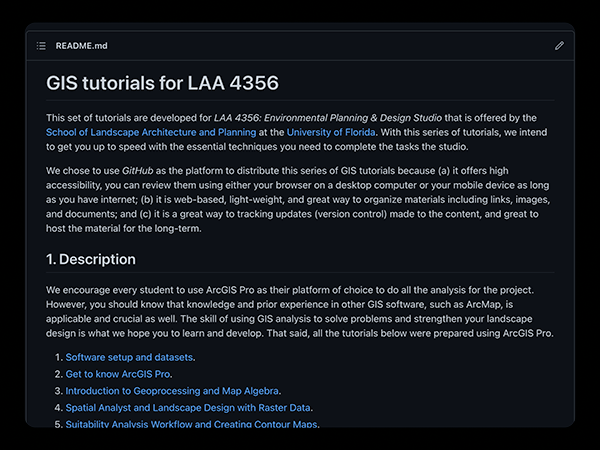 README.md
GIS tutorials for LAA 4356
This set of tutorials are developed for LAA 4356: Environmental Planning & Design Studio that is offered by the
School of Landscape Architecture and Planning at the University of Florida. With this series of tutorials, we intend
to get you up to speed with the essential techniques you need to complete the tasks the studio.
We chose to use GitHub as the platform to distribute this series of GIS tutorials because (a) it offers high
accessibility, you can review them using either your browser on a desktop computer or your mobile device as long
as you have internet; (b) it is web-based, light-weight, and great way to organize materials including links, images,
and documents; and (c) it is a great way to tracking updates (version control) made to the content, and great to
host the material for the long-term.
1. Description
We encourage every student to use ArcGIS Pro as their platform of choice to do all the analysis for the project.
However, you should know that knowledge and prior experience in other GIS software, such as ArcMap, is
applicable and crucial as well. The skill of using GIS analysis to solve problems and strengthen your landscape
design is what we hope you to learn and develop. That said, all the tutorials below were prepared using ArcGIS Pro.
1. Software setup and datasets.
2. Get to know ArcGIS Pro.
3. Introduction to Geoprocessing and Map Algebra.
4. Spatial Analyst and Landscape Design with Raster Data.
5. Suitability Analysis Workflow and Creating Contour Maps.